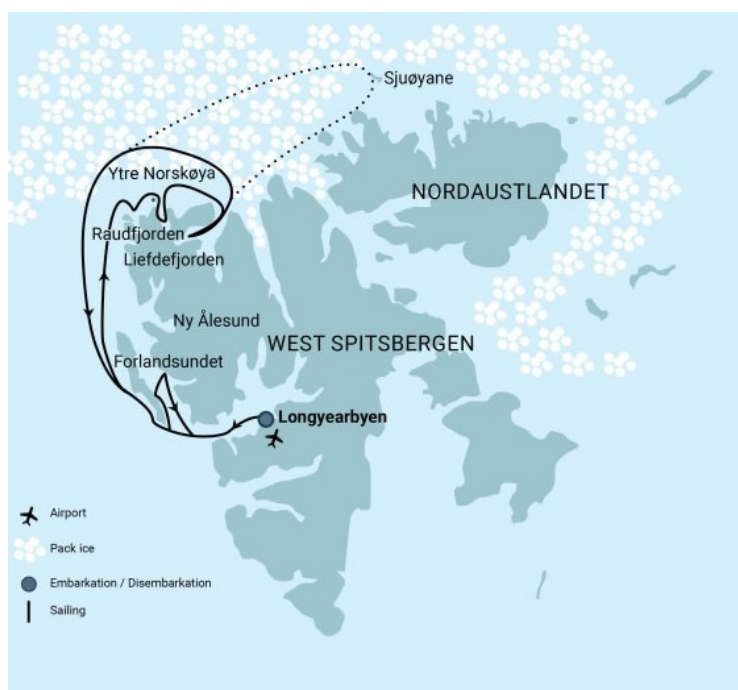 Sjuøyane
Ytre Norskøya
NORDAUSTLANDET
Raudfjorden
Liefdefjorden
Ny Ålesund
WEST SPITSBERGEN
Forlandsundet
Longyearbyen
Airport
Pack ice
Embarkation / Disembarkation
Sailing